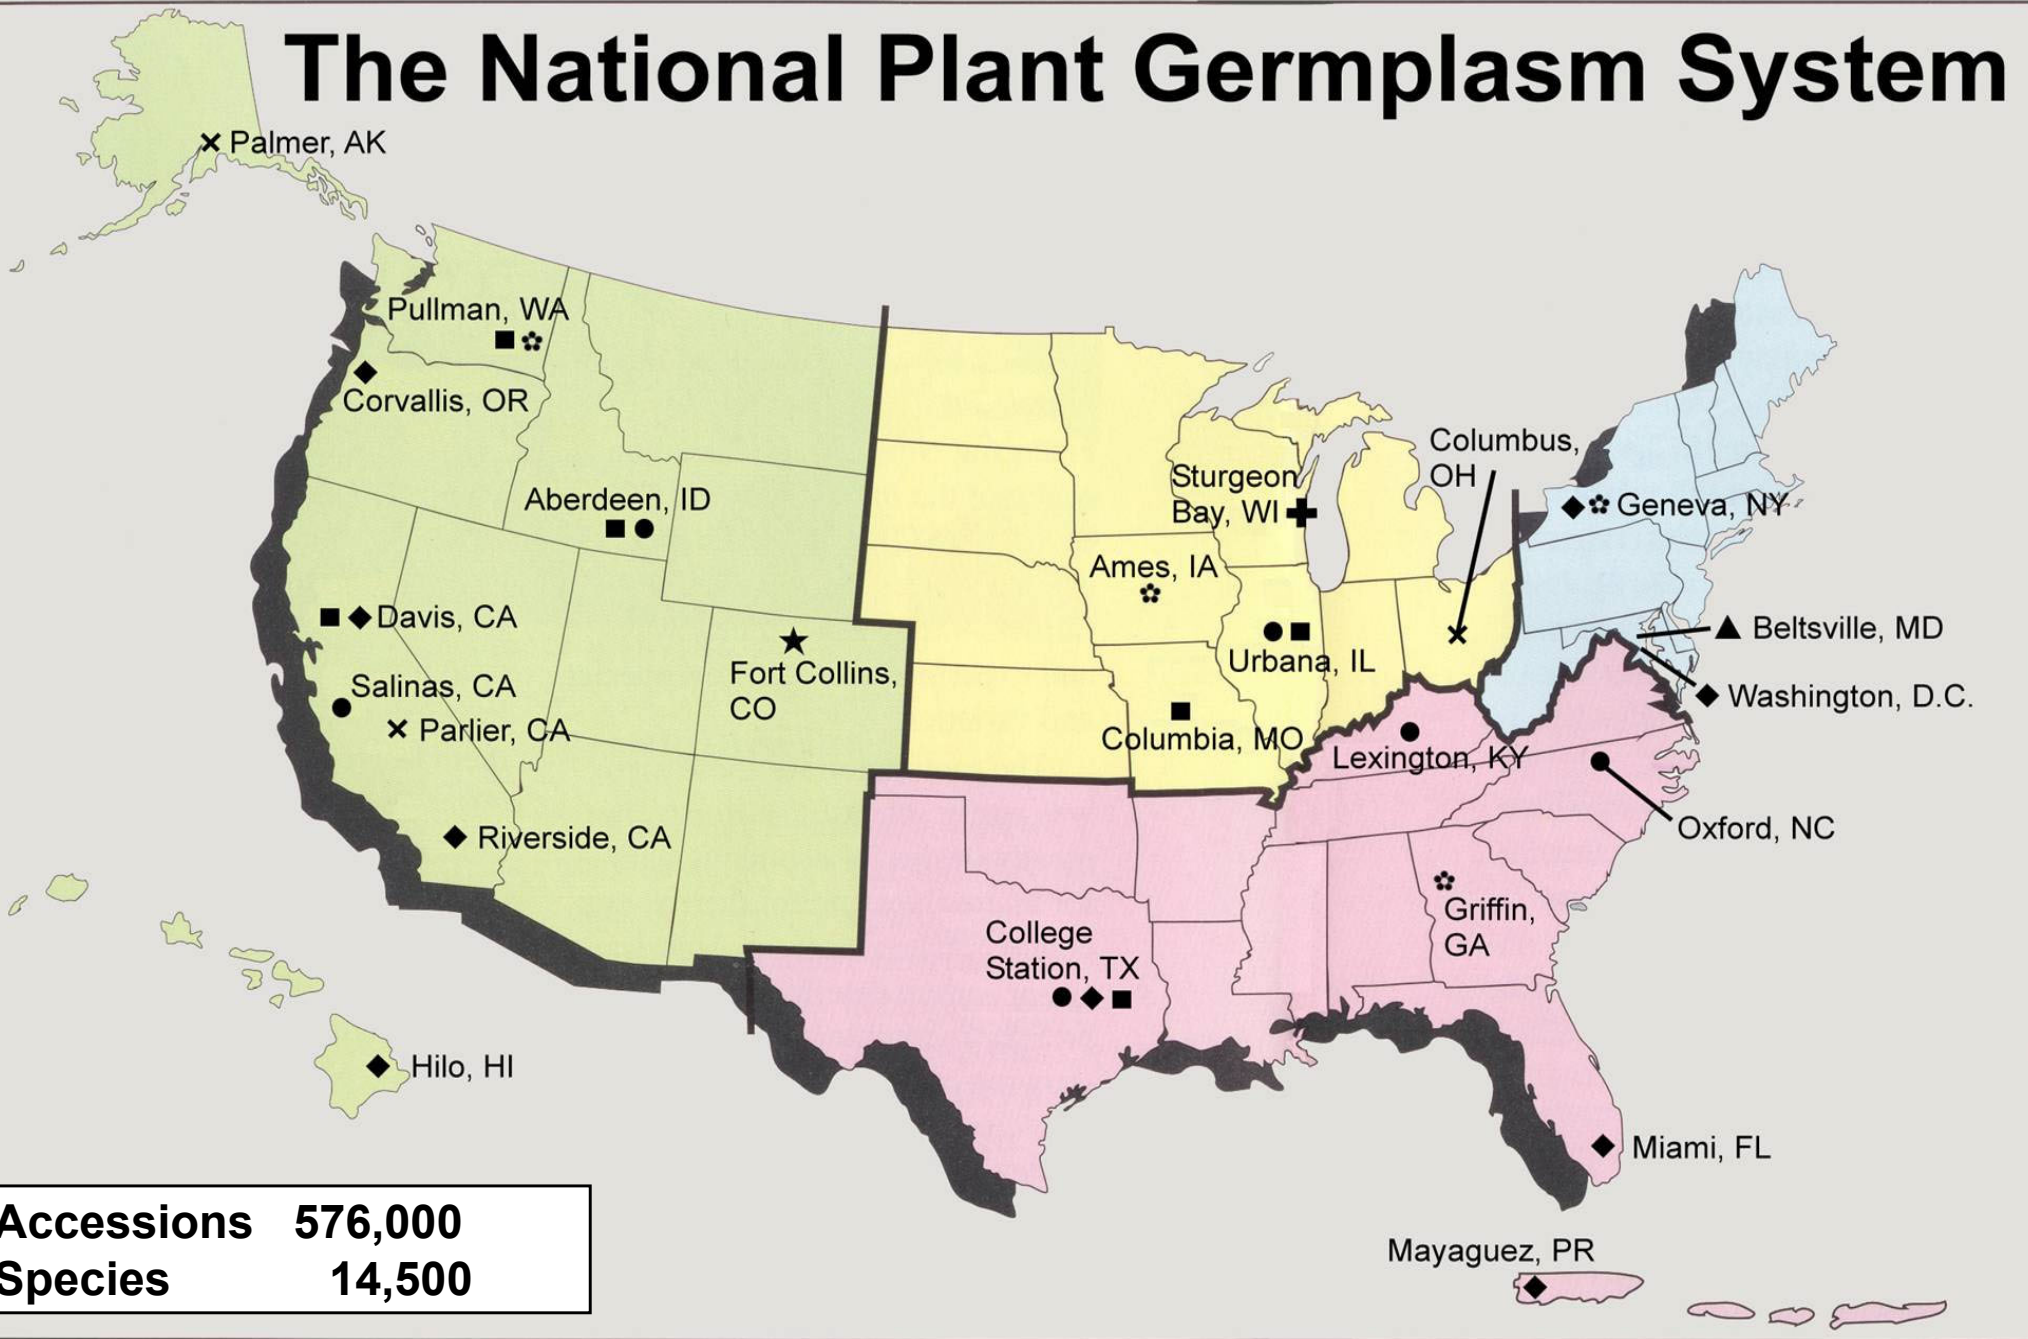 The National Plant Germplasm System
Palmer, AK
Pullman, WA
Corvallis, OR
Columbus,
OH
Sturgeon
Bay, WI
Aberdeen, ID
Geneva, NY
Ames, IA
Davis, CA
Beltsville, MD
Urbana, IL
Fort Collins,
CO
Salinas, CA
Washington, D.C.
Parlier, CA
Columbia, MO
Lexington, KY
Oxford, NC
Riverside, CA
Griffin,
GA
College
Station, TX
Hilo, HI
Miami, FL
Accessions 576,000
Species 14,500
Mayaguez, PR